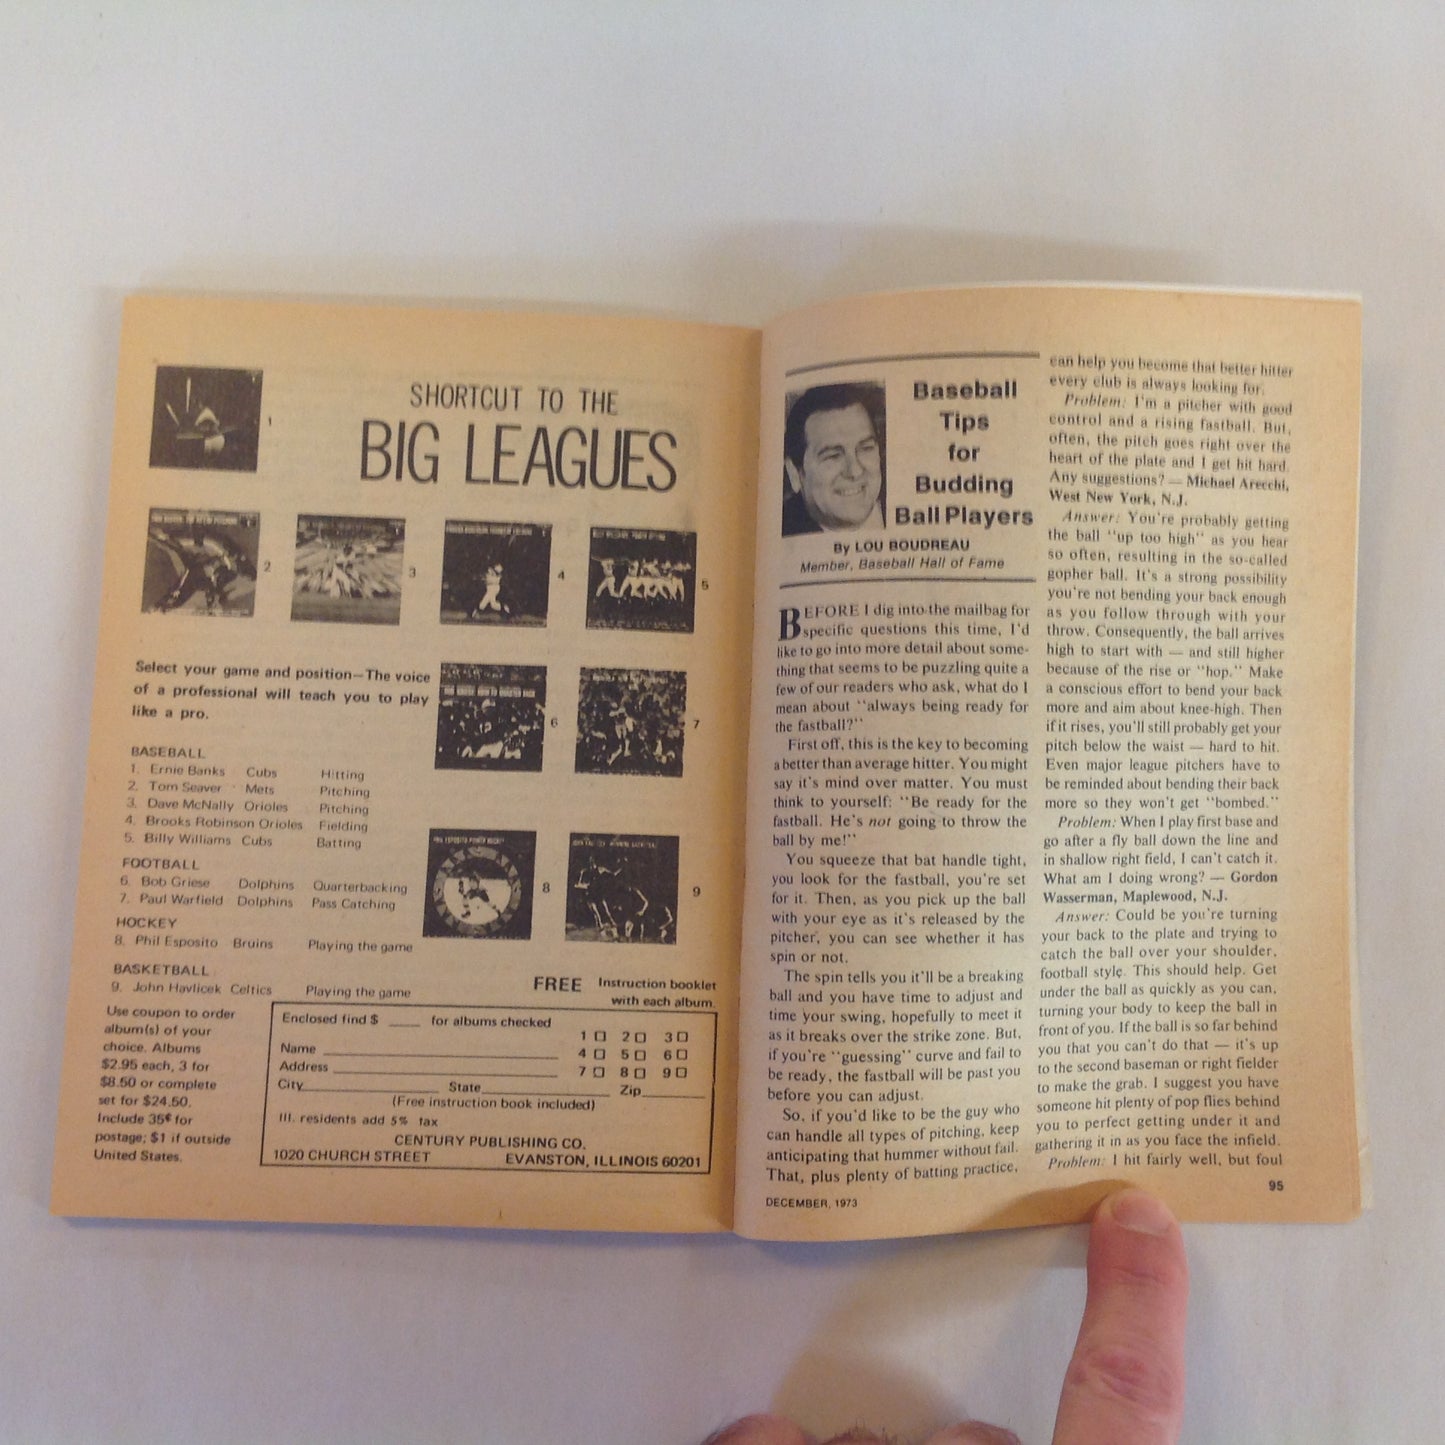 1
SHORTCUT TO THE
BIG LEAGUES
2
3
4
5
Select your game and position—The voice
of a professional will teach you to play
like a pro.
6
7
BASEBALL
1. Ernie Banks Cubs Hitting
2. Tom Seaver Mets Pitching
3. Dave McNally Orioles Pitching
4. Brooks Robinson Orioles Fielding
5. Billy Williams Cubs Batting
FOOTBALL
6. Bob Griese Dolphins Quarterbacking
7. Paul Warfield Dolphins Pass Catching
HOCKEY
8. Phil Esposito Bruins Playing the game
BASKETBALL
9. John Havlicek Celtics Playing the game
8
9
Use coupon to order
album(s) of your
choice. Albums
$2.95 each, 3 for
$8.50 or complete
set for $24.50.
Include 35¢ for
postage; $1 if outside
United States.
FREE Instruction booklet
with each album.
Enclosed find $ ____ for albums checked
1 □ 2 □ 3 □
Name
4 □ 5 □ 6 □
Address
7 □ 8 □ 9 □
City State Zip
(Free instruction book included)
Ill. residents add 5% tax
CENTURY PUBLISHING CO.
1020 CHURCH STREET EVANSTON, ILLINOIS 60201
Baseball
Tips
for
Budding
Ball Players
By LOU BOUDREAU
Member, Baseball Hall of Fame
BEFORE I dig into the mailbag for
specific questions this time, I'd
like to go into more detail about some-
thing that seems to be puzzling quite a
few of our readers who ask, what do I
mean about "always being ready for
the fastball?"
First off, this is the key to becoming
a better than average hitter. You might
say it's mind over matter. You must
think to yourself: "Be ready for the
fastball. He's not going to throw the
ball by me!"
You squeeze that bat handle tight,
you look for the fastball, you're set
for it. Then, as you pick up the ball
with your eye as it's released by the
pitcher, you can see whether it has
spin or not.
The spin tells you it'll be a breaking
ball and you have time to adjust and
time your swing, hopefully to meet it
as it breaks over the strike zone. But,
if you're "guessing" curve and fail to
be ready, the fastball will be past you
before you can adjust.
So, if you'd like to be the guy who
can handle all types of pitching, keep
anticipating that hummer without fail.
That, plus plenty of batting practice,
DECEMBER, 1973
can help you become that better hitter
every club is always looking for.
Problem: I'm a pitcher with good
control and a rising fastball. But,
often, the pitch goes right over the
heart of the plate and I get hit hard.
Any suggestions? — Michael Arecchi,
West New York, N.J.
Answer: You're probably getting
the ball "up too high" as you hear
so often, resulting in the so-called
gopher ball. It's a strong possibility
you're not bending your back enough
as you follow through with your
throw. Consequently, the ball arrives
high to start with — and still higher
because of the rise or "hop." Make
a conscious effort to bend your back
more and aim about knee-high. Then
if it rises, you'll still probably get your
pitch below the waist — hard to hit.
Even major league pitchers have to
be reminded about bending their back
more so they won't get "bombed."
Problem: When I play first base and
go after a fly ball down the line and
in shallow right field, I can't catch it.
What am I doing wrong? — Gordon
Wasserman, Maplewood, N.J.
Answer: Could be you're turning
your back to the plate and trying to
catch the ball over your shoulder,
football style. This should help. Get
under the ball as quickly as you can,
turning your body to keep the ball in
front of you. If the ball is so far behind
you that you can't do that — it's up
to the second baseman or right fielder
to make the grab. I suggest you have
someone hit plenty of pop flies behind
you to perfect getting under it and
gathering it in as you face the infield.
Problem: I hit fairly well, but foul
95